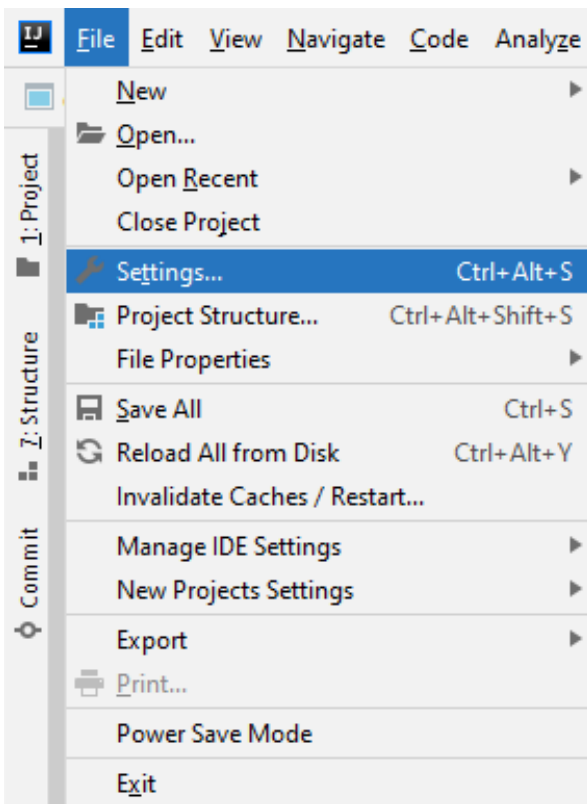 IJ File Edit View Navigate Code Analyze
New
Open...
Open Recent
Close Project
Settings... Ctrl+Alt+S
Project Structure... Ctrl+Alt+Shift+S
File Properties
Save All Ctrl+S
Reload All from Disk Ctrl+Alt+Y
Invalidate Caches / Restart...
Manage IDE Settings
New Projects Settings
Export
Print...
Power Save Mode
Exit
1: Project
7: Structure
Commit